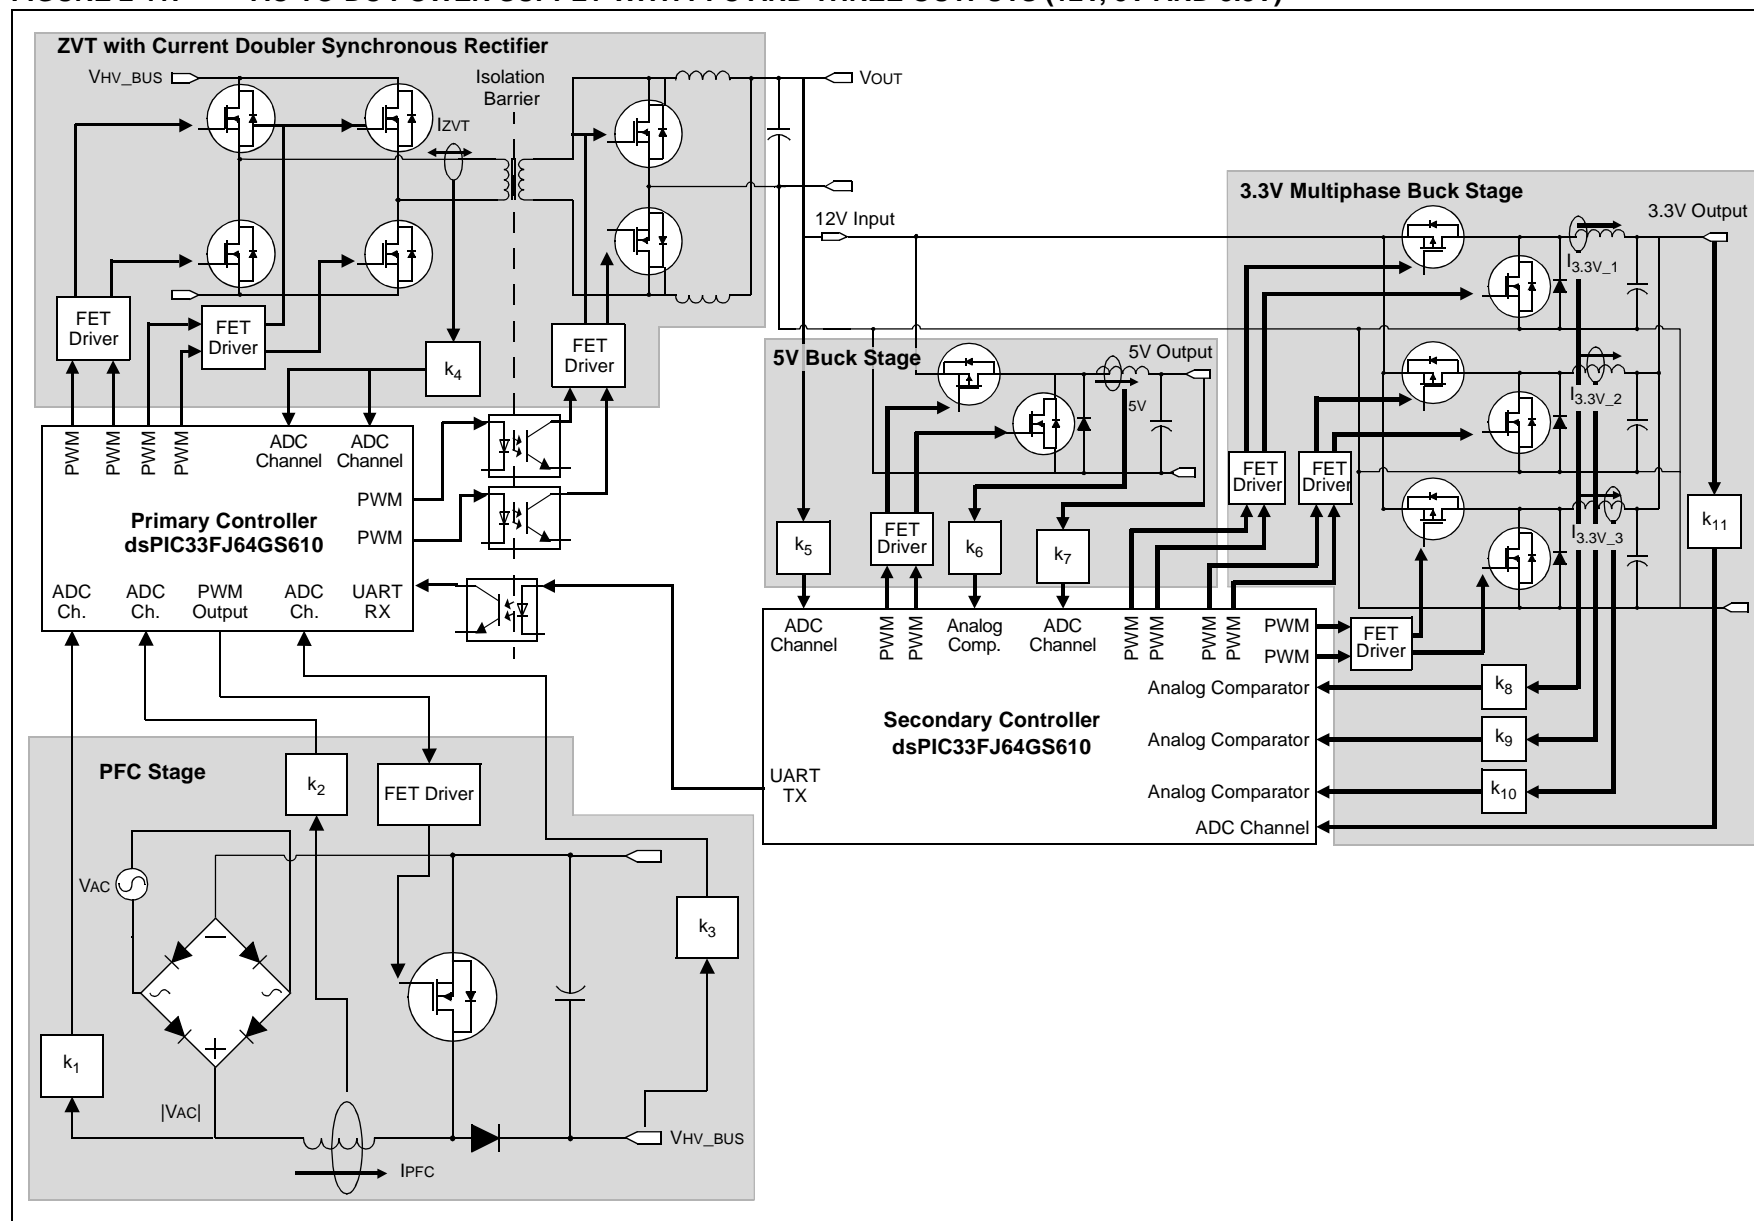 ZVT with Current Doubler Synchronous Rectifier
VHV_BUS
Isolation
Barrier
IZVT
VOUT
FET
Driver
FET
Driver
k4
FET
Driver
12V Input
3.3V Multiphase Buck Stage
3.3V Output
I3.3V_1
I3.3V_2
I3.3V_3
5V Buck Stage
5V Output
5V
FET
Driver
FET
Driver
k11
PWM
PWM
PWM
PWM
ADC
Channel
ADC
Channel
PWM
PWM
Primary Controller
dsPIC33FJ64GS610
ADC
Ch.
ADC
Ch.
PWM
Output
ADC
Ch.
UART
RX
k5
FET
Driver
k6
k7
ADC
Channel
PWM
PWM
Analog
Comp.
ADC
Channel
PWM
PWM
PWM
PWM
PWM
PWM
FET
Driver
Analog Comparator
k8
Secondary Controller
dsPIC33FJ64GS610
Analog Comparator
k9
UART
TX
Analog Comparator
k10
ADC Channel
PFC Stage
k2
FET Driver
VAC
k3
k1
|VAC|
VHV_BUS
IPFC